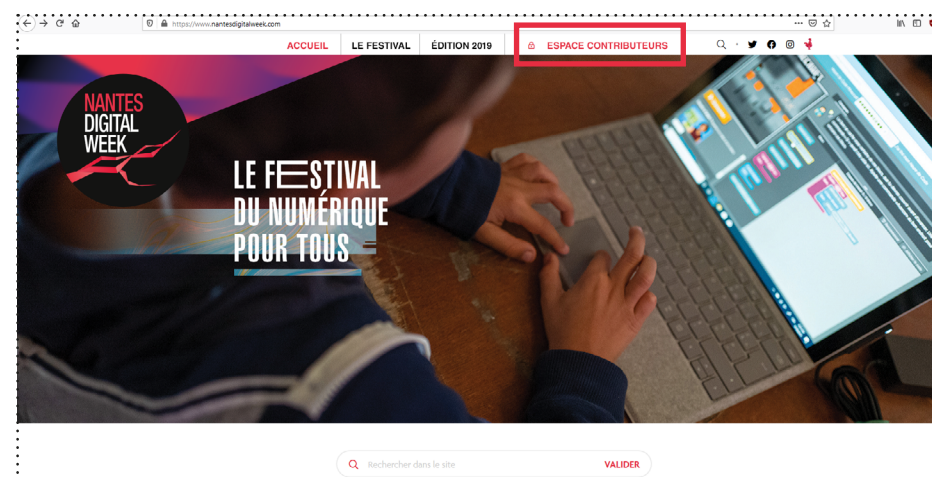 https://www.nantesdigitalweek.com
ACCUEIL LE FESTIVAL ÉDITION 2019 ESPACE CONTRIBUTEURS
NANTES
DIGITAL
WEEK
LE FESTIVAL
DU NUMÉRIQUE
POUR TOUS
Rechercher dans le site VALIDER